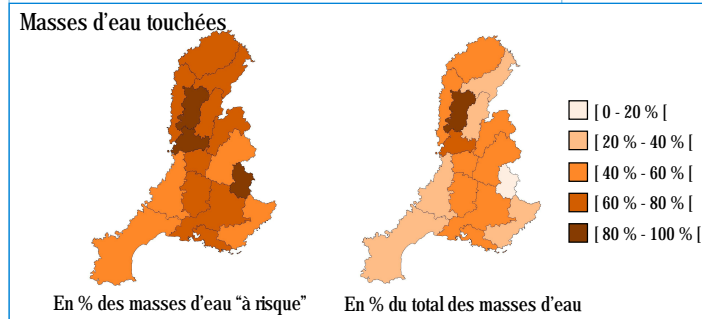 Masses d'eau touchées
[ 0 - 20 % [
[ 20 % - 40 % [
[ 40 % - 60 % [
[ 60 % - 80 % [
[ 80 % - 100 % [
En % des masses d'eau “à risque”
En % du total des masses d'eau